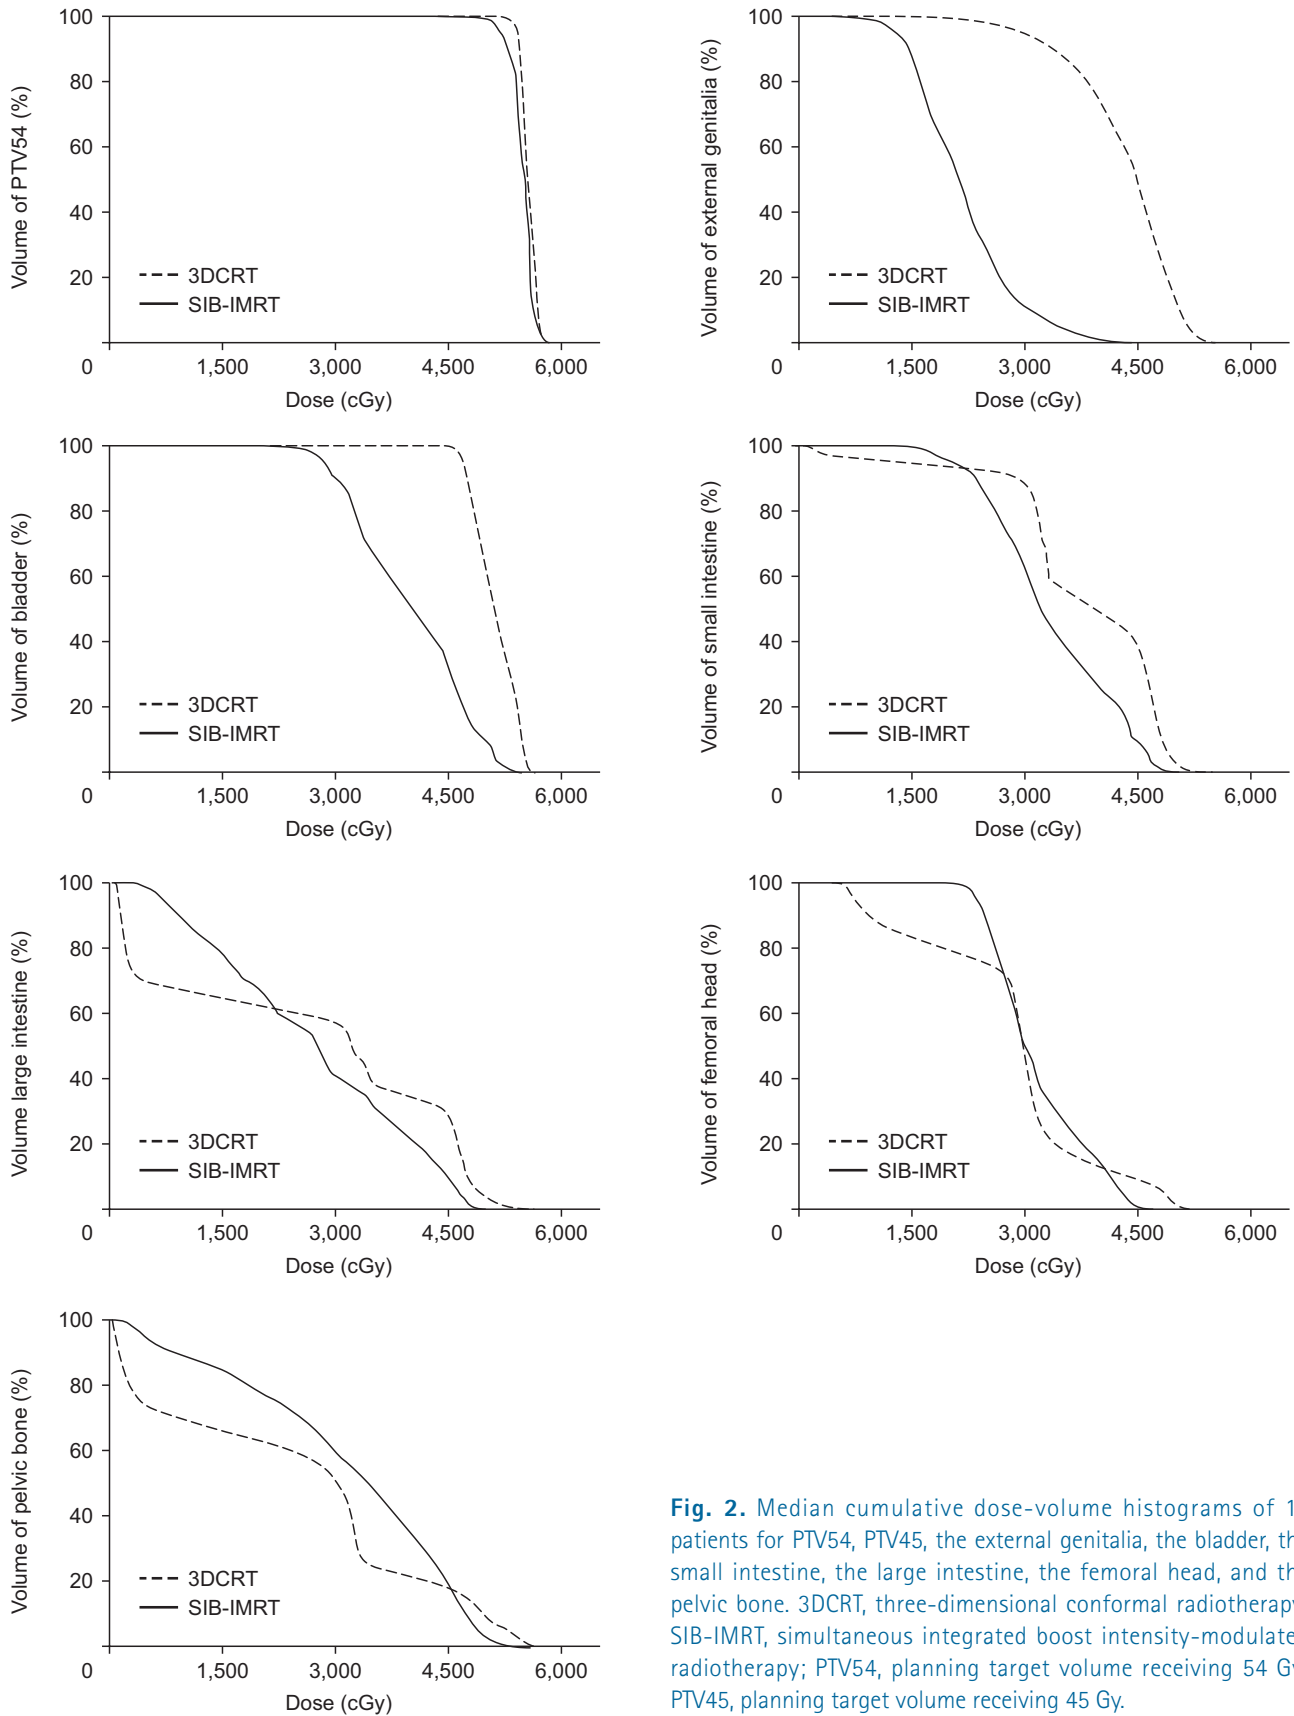 100
80
60
40
20
0
1,500
3,000
4,500
6,000
Volume of PTV54 (%)
Dose (cGy)
3DCRT
SIB-IMRT
100
80
60
40
20
0
1,500
3,000
4,500
6,000
Volume of external genitalia (%)
Dose (cGy)
3DCRT
SIB-IMRT
100
80
60
40
20
0
1,500
3,000
4,500
6,000
Volume of bladder (%)
Dose (cGy)
3DCRT
SIB-IMRT
100
80
60
40
20
0
1,500
3,000
4,500
6,000
Volume of small intestine (%)
Dose (cGy)
3DCRT
SIB-IMRT
100
80
60
40
20
0
1,500
3,000
4,500
6,000
Volume large intestine (%)
Dose (cGy)
3DCRT
SIB-IMRT
100
80
60
40
20
0
1,500
3,000
4,500
6,000
Volume of femoral head (%)
Dose (cGy)
3DCRT
SIB-IMRT
100
80
60
40
20
0
1,500
3,000
4,500
6,000
Volume of pelvic bone (%)
Dose (cGy)
3DCRT
SIB-IMRT
Fig. 2. Median cumulative dose-volume histograms of 1
patients for PTV54, PTV45, the external genitalia, the bladder, th
small intestine, the large intestine, the femoral head, and th
pelvic bone. 3DCRT, three-dimensional conformal radiotherapy
SIB-IMRT, simultaneous integrated boost intensity-modulate
radiotherapy; PTV54, planning target volume receiving 54 G
PTV45, planning target volume receiving 45 Gy.